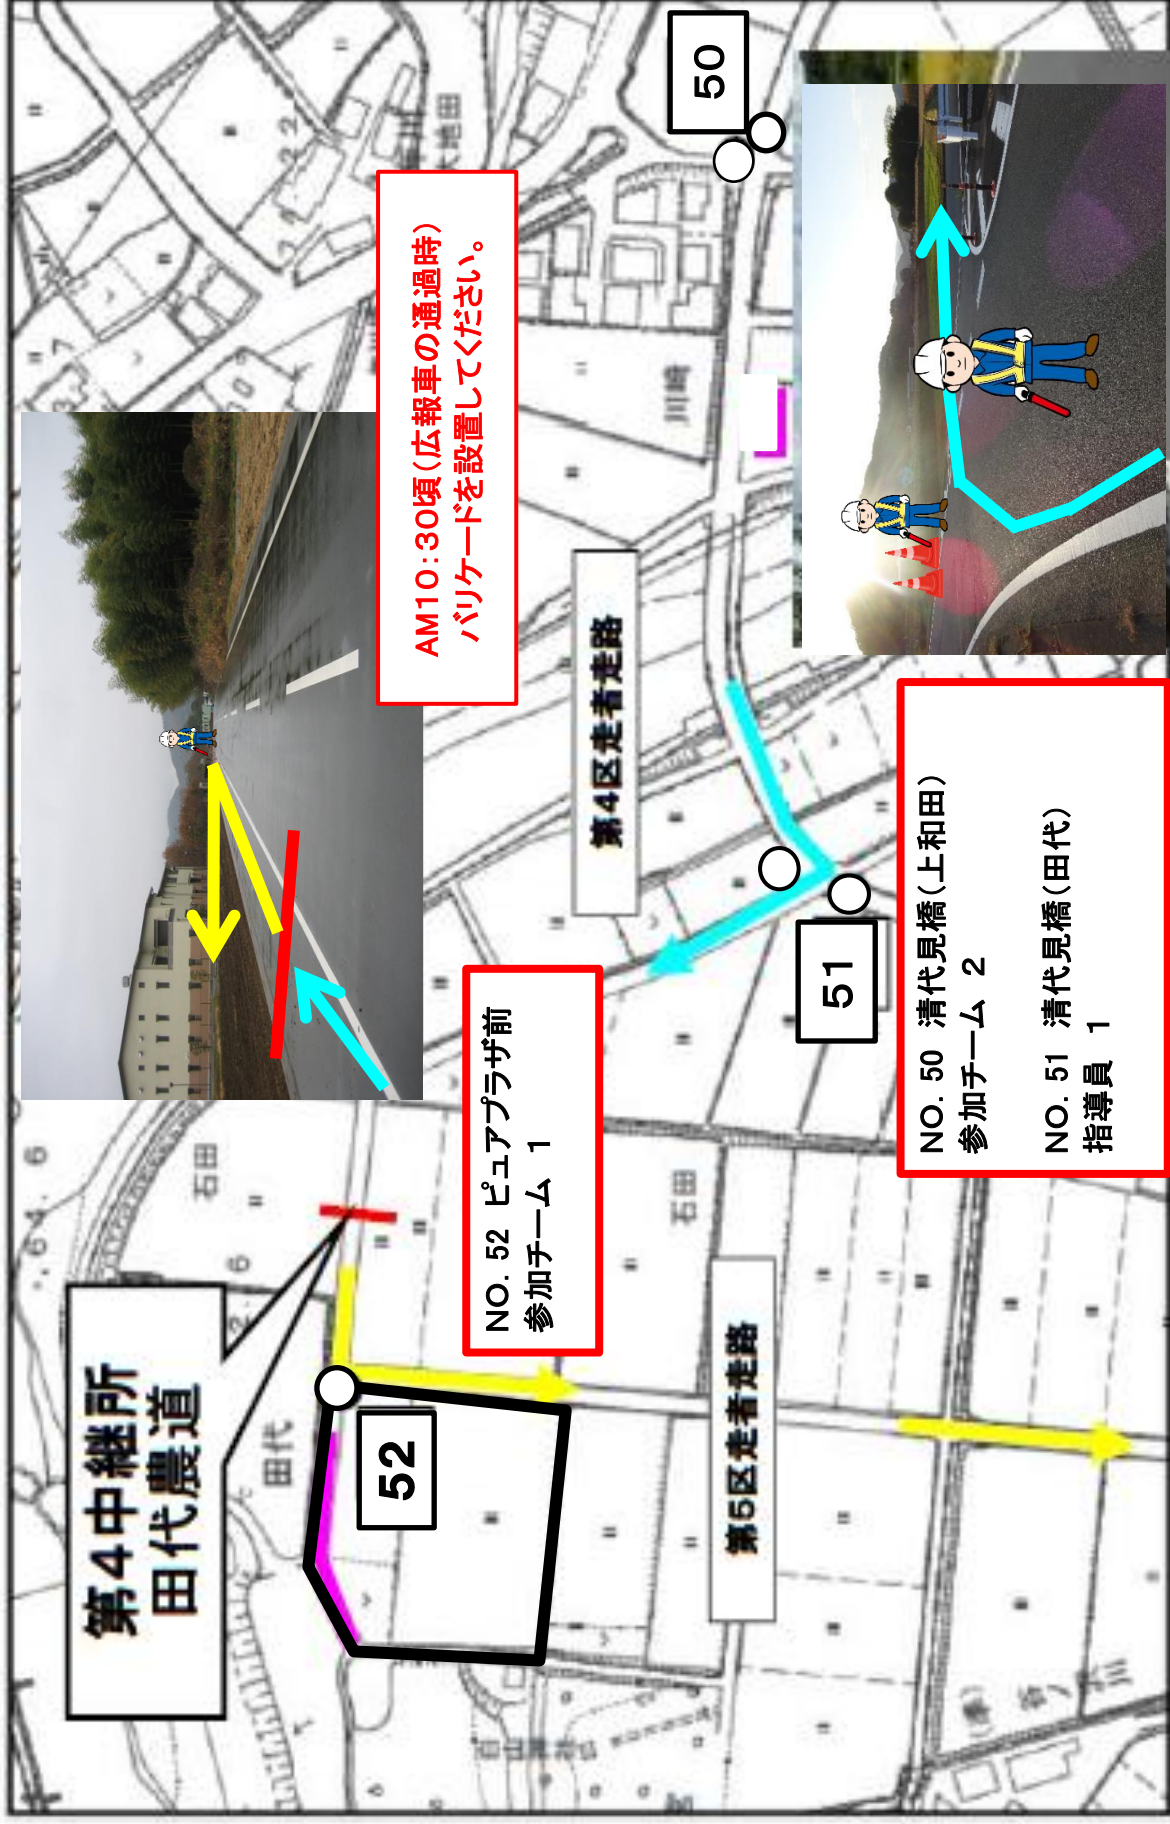 第4中継所
田代農道
AM10:30頃(広報車の通過時)
バリケードを設置してください。
50
川崎
第4区走者走路
51
52
田代
石田
石田
NO. 52 ピュアプラザ前
参加チーム 1
第5区走者走路
NO. 50 清代見橋(上和田)
参加チーム 2
NO. 51 清代見橋(田代)
指導員 1